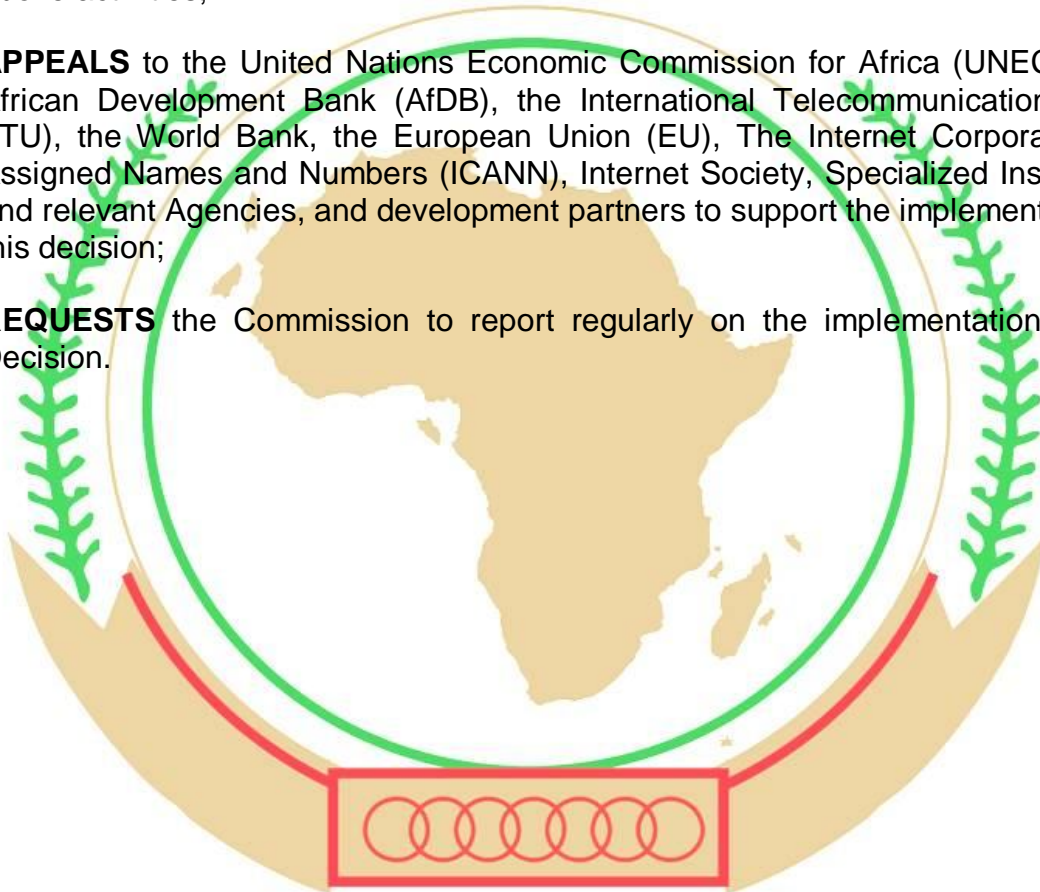 activities;
APPEALS to the United Nations Economic Commission for Africa (UNEC
frican Development Bank (AfDB), the International Telecommunication
TU), the World Bank, the European Union (EU), The Internet Corpora
ssigned Names and Numbers (ICANN), Internet Society, Specialized Ins
nd relevant Agencies, and development partners to support the implement
his decision;
REQUESTS the Commission to report regularly on the implementation
ecision.